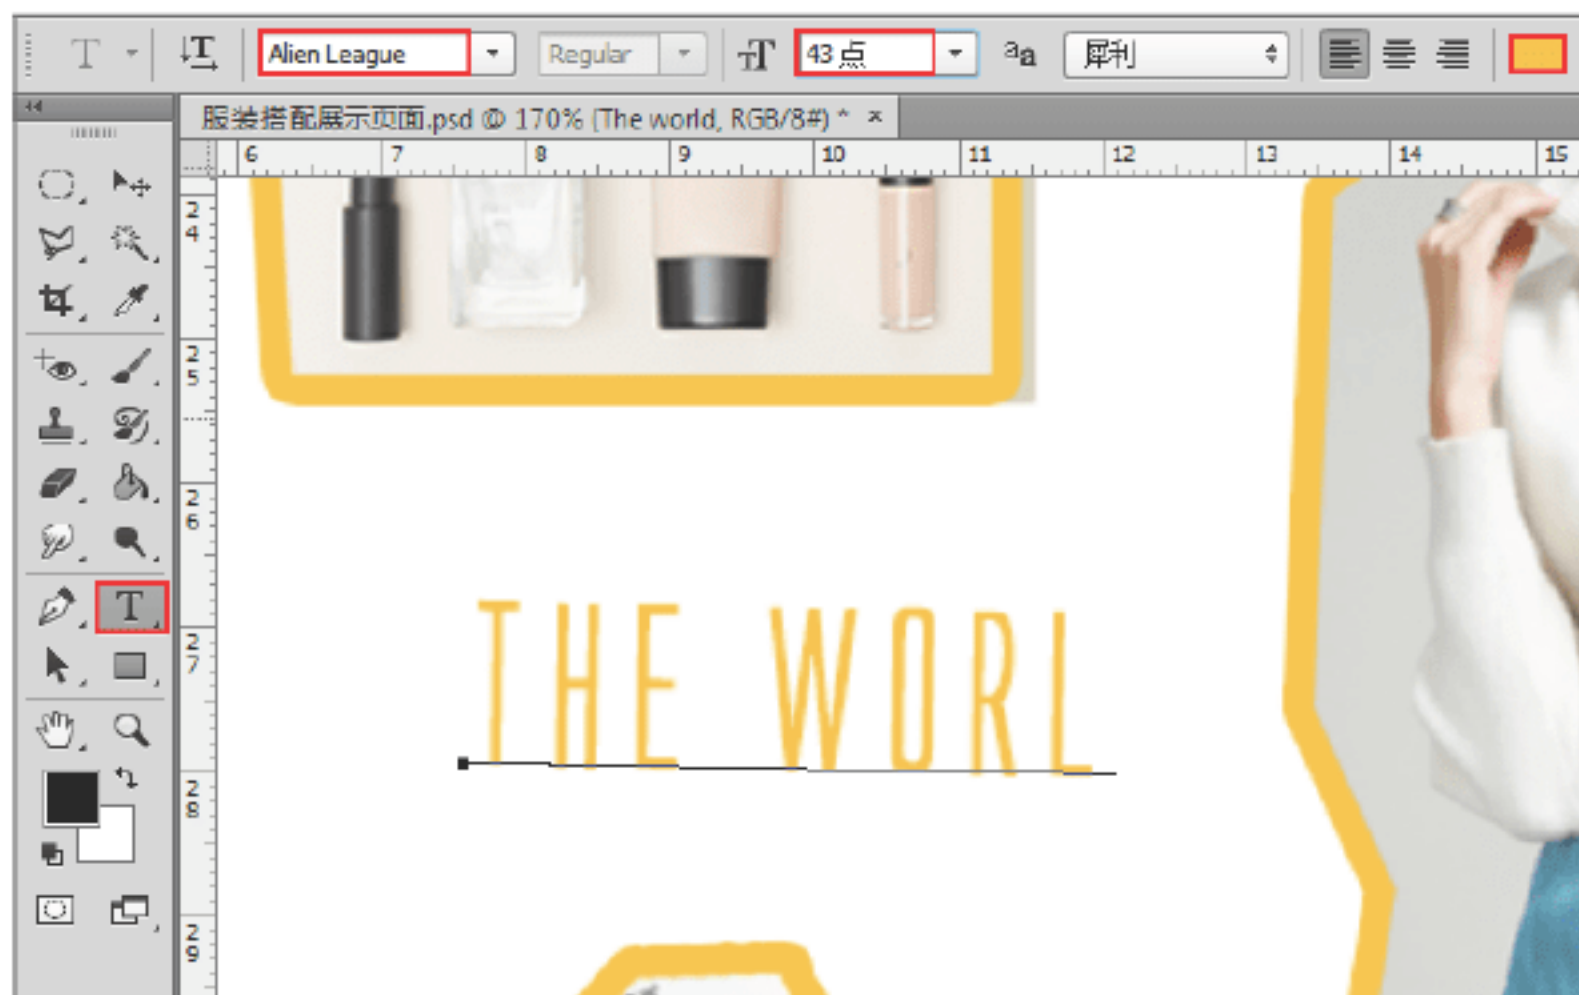 T T Alien League Regular TT 43 点 aa 犀利
服装搭配展示页面.psd @ 170% (The world, RGB/8#) * ×
6 7 8 9 10 11 12 13 14 15
24
25
26
T
27
THE WORL
28
29